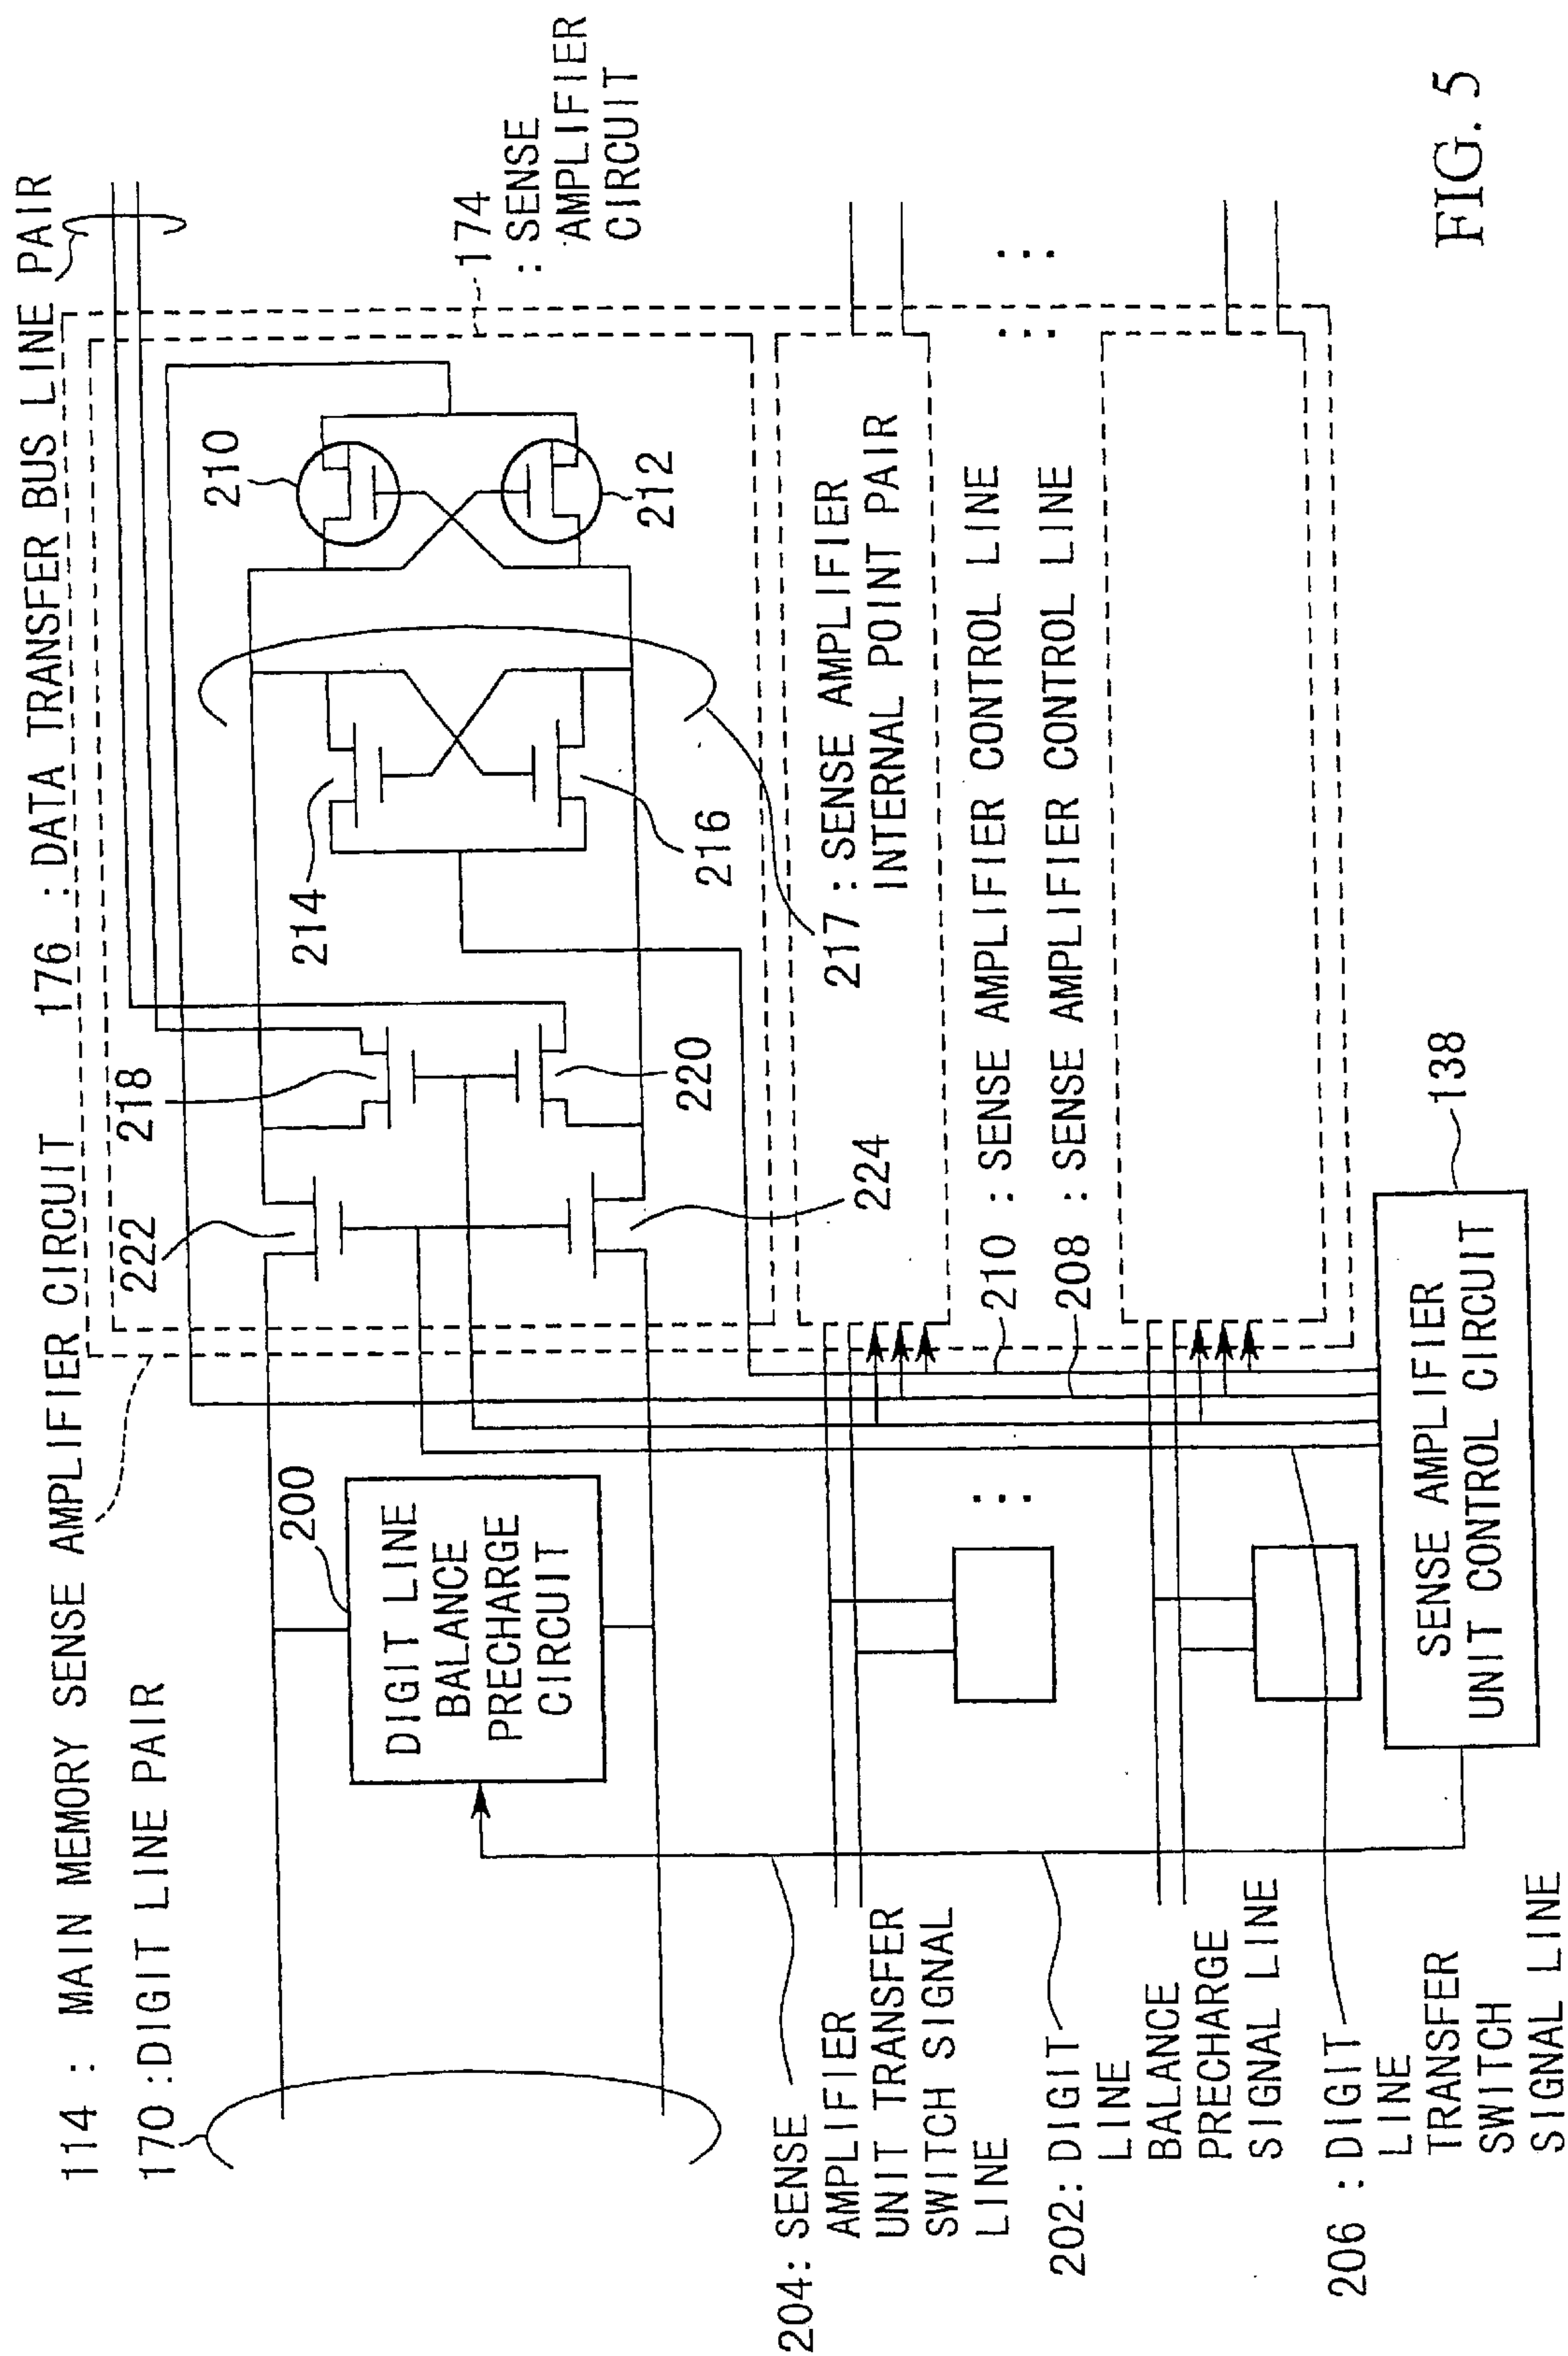 114 : MAIN MEMORY SENSE AMPLIFIER CIRCUIT
176 : DATA TRANSFER BUS LINE PAIR
170 :DIGIT LINE PAIR
174
: SENSE
AMPLIFIER
CIRCUIT
222
218
214
210
200
DIGIT LINE
BALANCE
PRECHARGE
CIRCUIT
212
216
220
224
217 : SENSE AMPLIFIER
INTERNAL POINT PAIR
204: SENSE
AMPLIFIER
UNIT TRANSFER
SWITCH SIGNAL
LINE
210 : SENSE AMPLIFIER CONTROL LINE
208 : SENSE AMPLIFIER CONTROL LINE
202: DIGIT
LINE
BALANCE
PRECHARGE
SIGNAL LINE
206 : DIGIT
LINE
TRANSFER
SWITCH
SIGNAL LINE
138
SENSE AMPLIFIER
UNIT CONTROL CIRCUIT
FIG. 5